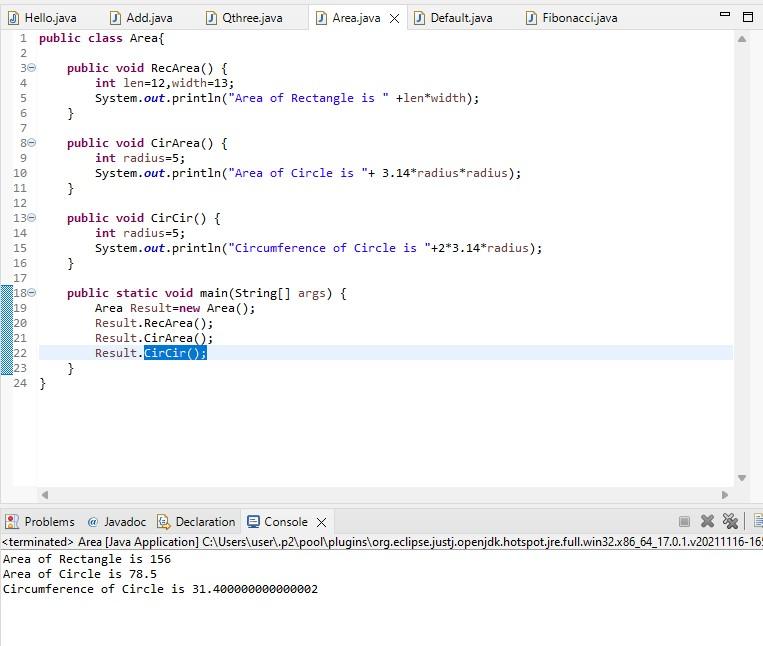 Hello.java Add.java Qthree.java Area.java Default.java Fibonacci.java
1 public class Area{
2
3 public void RecArea() {
4 int len=12,width=13;
5 System.out.println("Area of Rectangle is " +len*width);
6 }
7
8 public void CirArea() {
9 int radius=5;
10 System.out.println("Area of Circle is "+ 3.14*radius*radius);
11 }
12
13 public void CirCir() {
14 int radius=5;
15 System.out.println("Circumference of Circle is "+2*3.14*radius);
16 }
17
18 public static void main(String[] args) {
19 Area Result=new Area();
20 Result.RecArea();
21 Result.CirArea();
22 Result.CirCir();
23 }
24 }
Problems @ Javadoc Declaration Console
<terminated> Area [Java Application] C:\Users\user\.p2\pool\plugins\org.eclipse.justj.openjdk.hotspot.jre.full.win32.x86_64_17.0.1.v20211116-165
Area of Rectangle is 156
Area of Circle is 78.5
Circumference of Circle is 31.400000000000002